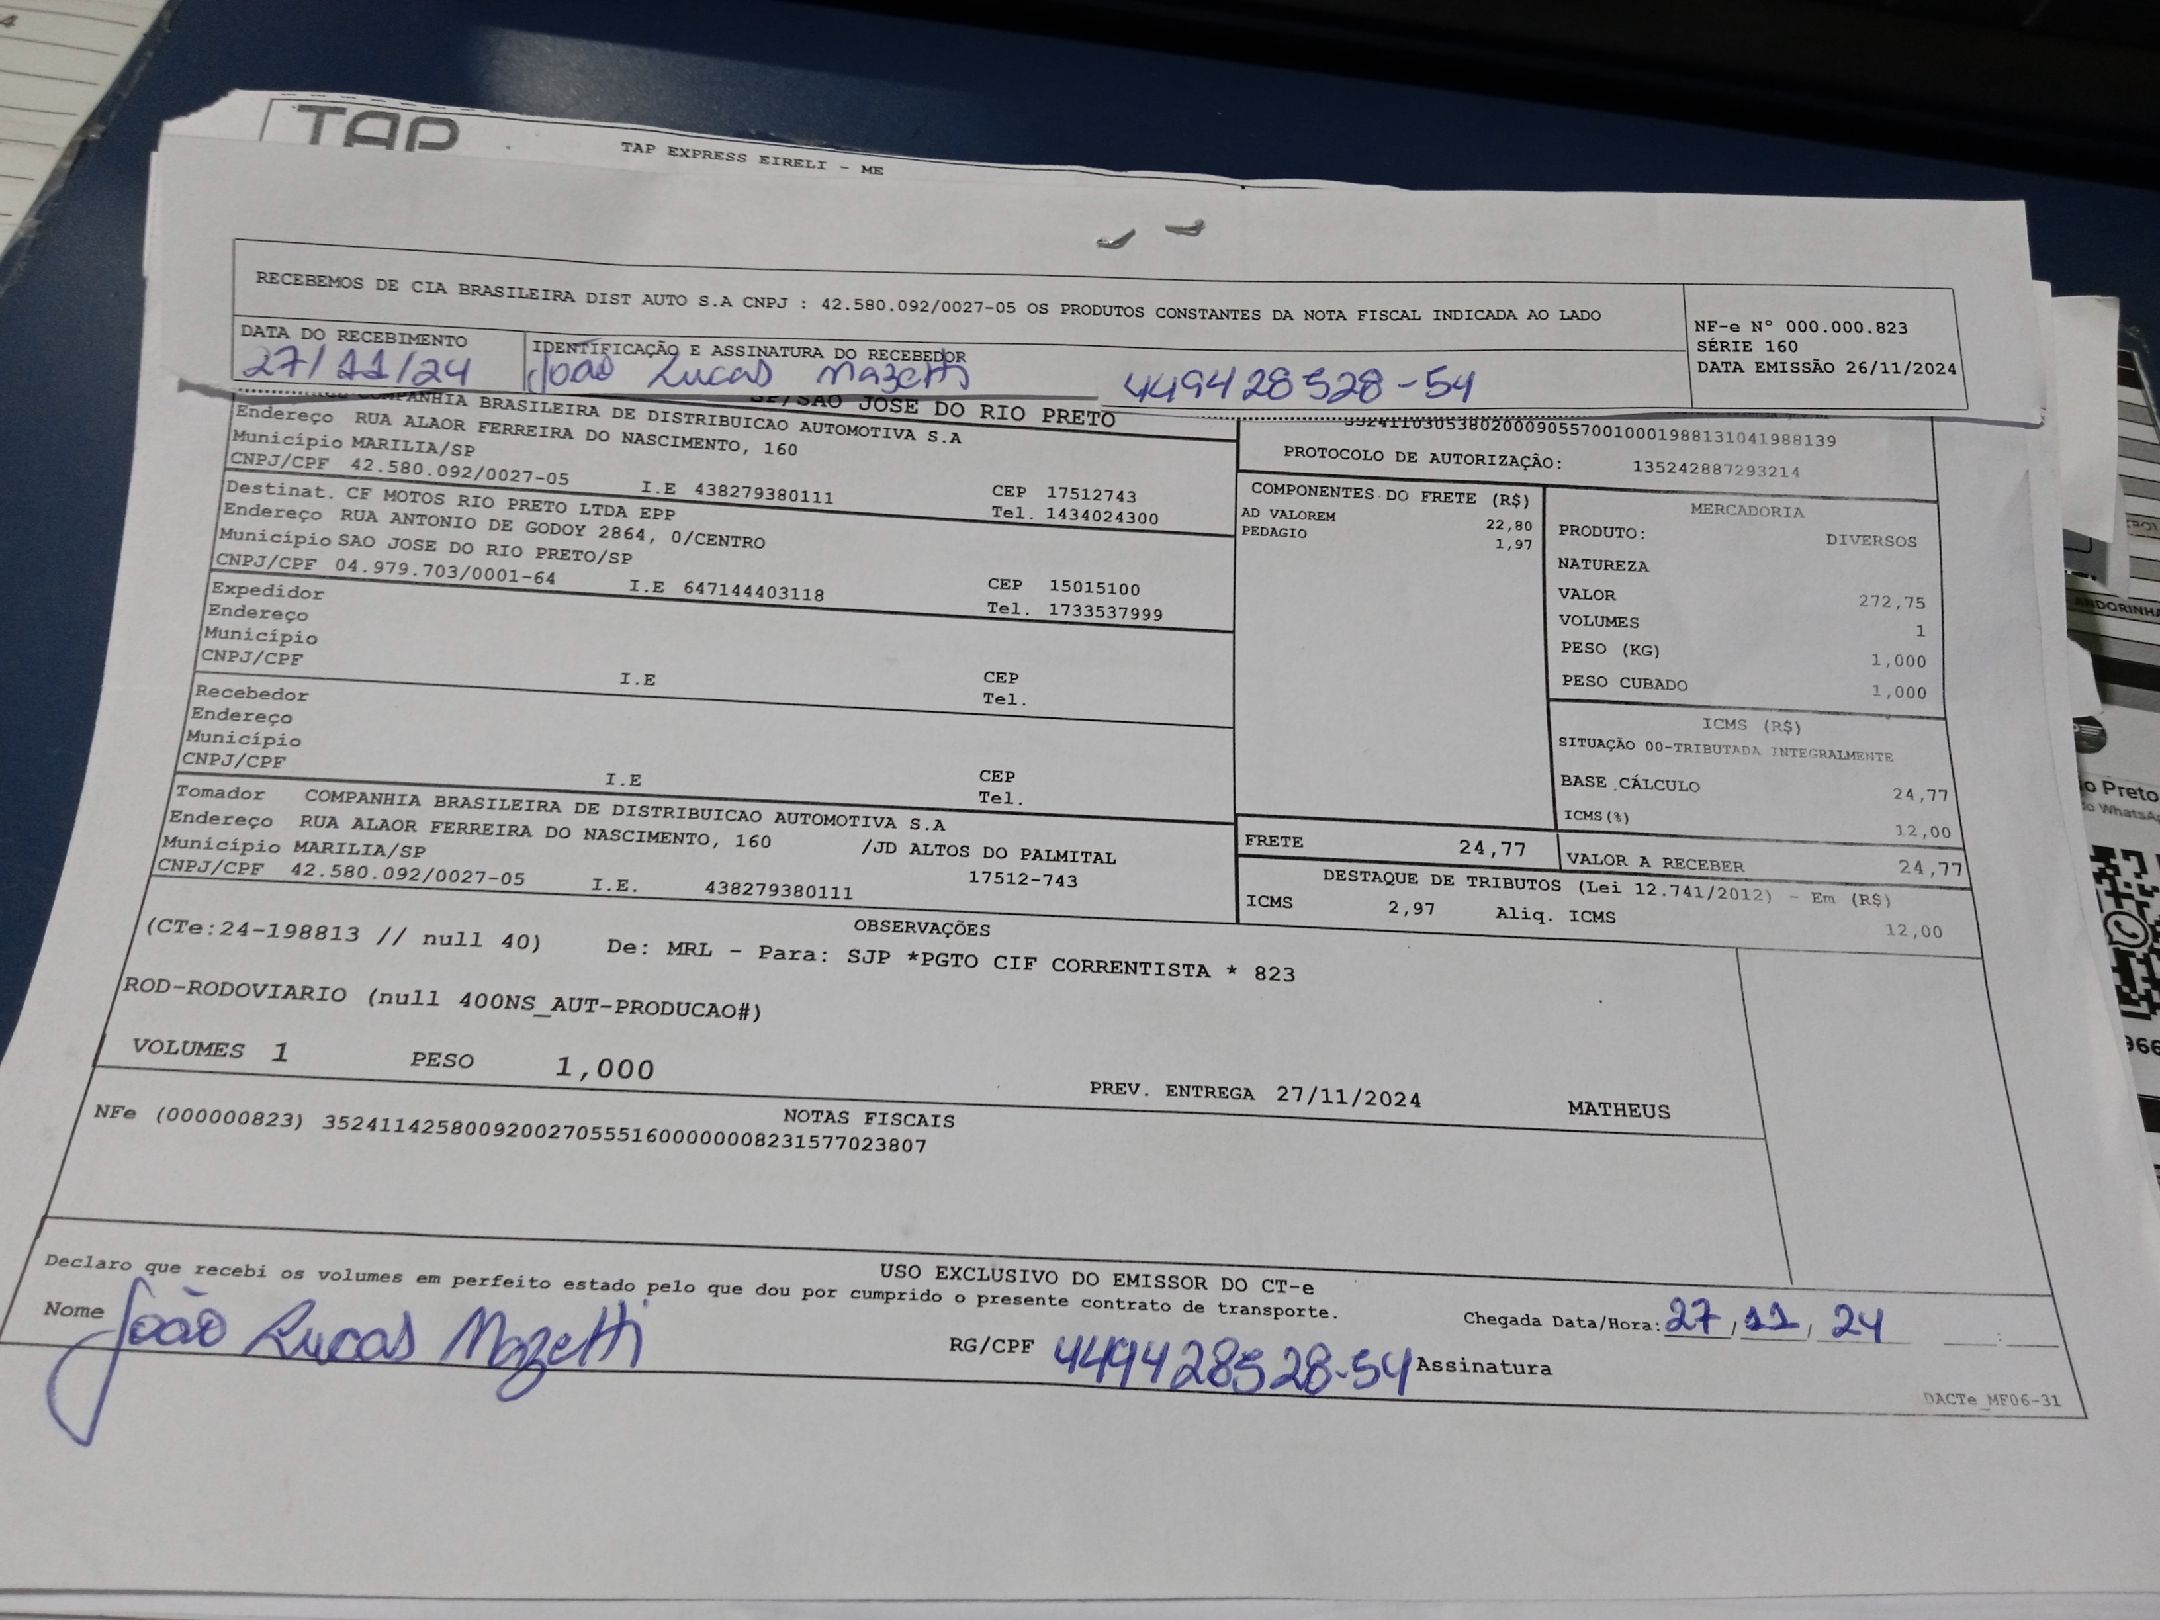 TAP
TAP EXPRESS EIRELI - ME
RECEBEMOS DE CIA BRASILEIRA DIST AUTO S.A CNPJ : 42.580.092/0027-05 OS PRODUTOS CONSTANTES DA NOTA FISCAL INDICADA AO LADO
NF-e Nº 000.000.823
SÉRIE 160
DATA EMISSÃO 26/11/2024
DATA DO RECEBIMENTO
27/11/24
IDENTIFICAÇÃO E ASSINATURA DO RECEBEDOR
João Lucas Mazetti 449428528-54
SP/SAO JOSE DO RIO PRETO
COMPANHIA BRASILEIRA DE DISTRIBUICAO AUTOMOTIVA S.A
Endereço RUA ALAOR FERREIRA DO NASCIMENTO, 160
Município MARILIA/SP
CNPJ/CPF 42.580.092/0027-05 I.E 438279380111 CEP 17512743
Tel. 1434024300
Destinat. CF MOTOS RIO PRETO LTDA EPP
Endereço RUA ANTONIO DE GODOY 2864, 0/CENTRO
Município SAO JOSE DO RIO PRETO/SP
CNPJ/CPF 04.979.703/0001-64 I.E 647144403118 CEP 15015100
Tel. 1733537999
Expedidor
Endereço
Município
CNPJ/CPF I.E CEP
Tel.
Recebedor
Endereço
Município
CNPJ/CPF I.E CEP
Tel.
Tomador COMPANHIA BRASILEIRA DE DISTRIBUICAO AUTOMOTIVA S.A
Endereço RUA ALAOR FERREIRA DO NASCIMENTO, 160 /JD ALTOS DO PALMITAL
Município MARILIA/SP 17512-743
CNPJ/CPF 42.580.092/0027-05 I.E. 438279380111
PROTOCOLO DE AUTORIZAÇÃO: 135242887293214
COMPONENTES DO FRETE (R$)
AD VALOREM 22,80
PEDAGIO 1,97
MERCADORIA
PRODUTO: DIVERSOS
NATUREZA
VALOR 272,75
VOLUMES 1
PESO (KG) 1,000
PESO CUBADO 1,000
ICMS (R$)
SITUAÇÃO 00-TRIBUTADA INTEGRALMENTE
BASE CÁLCULO 24,77
ICMS(%) 12,00
FRETE 24,77 VALOR A RECEBER 24,77
DESTAQUE DE TRIBUTOS (Lei 12.741/2012) - Em (R$)
ICMS 2,97 Aliq. ICMS 12,00
OBSERVAÇÕES
(CTe:24-198813 // null 40) De: MRL - Para: SJP *PGTO CIF CORRENTISTA * 823
ROD-RODOVIARIO (null 400NS_AUT-PRODUCAO#)
VOLUMES 1 PESO 1,000 PREV. ENTREGA 27/11/2024 MATHEUS
NOTAS FISCAIS
NFe (000000823) 35241142580092002705551600000008231577023807
USO EXCLUSIVO DO EMISSOR DO CT-e
Declaro que recebi os volumes em perfeito estado pelo que dou por cumprido o presente contrato de transporte.
Nome João Lucas Mazetti RG/CPF 449428528-54 Assinatura
Chegada Data/Hora: 27, 11, 24 :
DACTe_MF06-31
ANDORINHA
o Preto